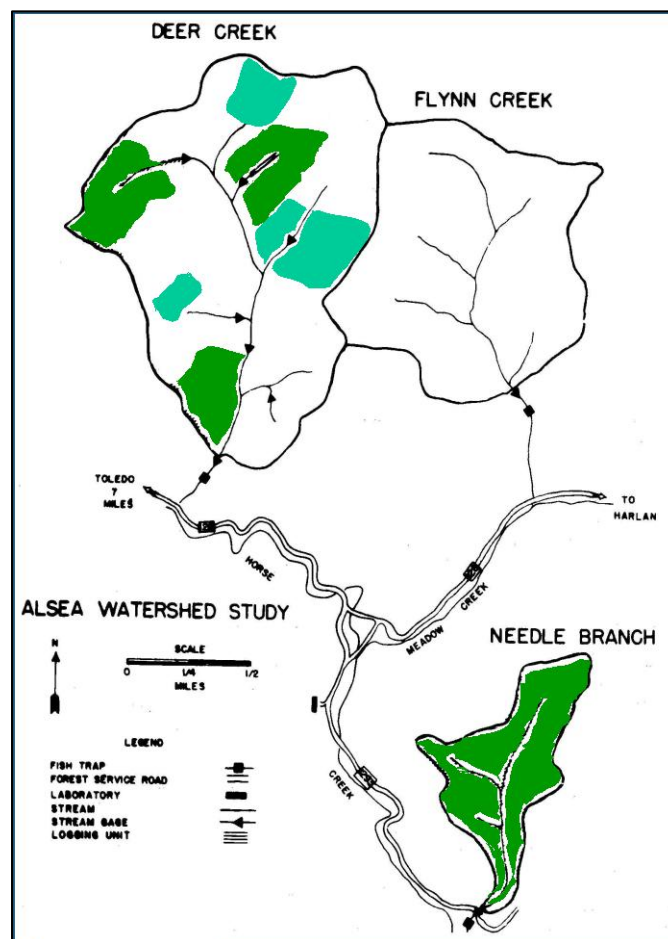 DEER CREEK
FLYNN CREEK
TOLEDO
7
MILES
TO
HARLAN
HORSE
CREEK
MEADOW
CREEK
ALSEA WATERSHED STUDY
NEEDLE BRANCH
N
SCALE
0 1/4 1/2
MILES
LEGEND
FISH TRAP
FOREST SERVICE ROAD
LABORATORY
STREAM
STREAM GAGE
LOGGING UNIT